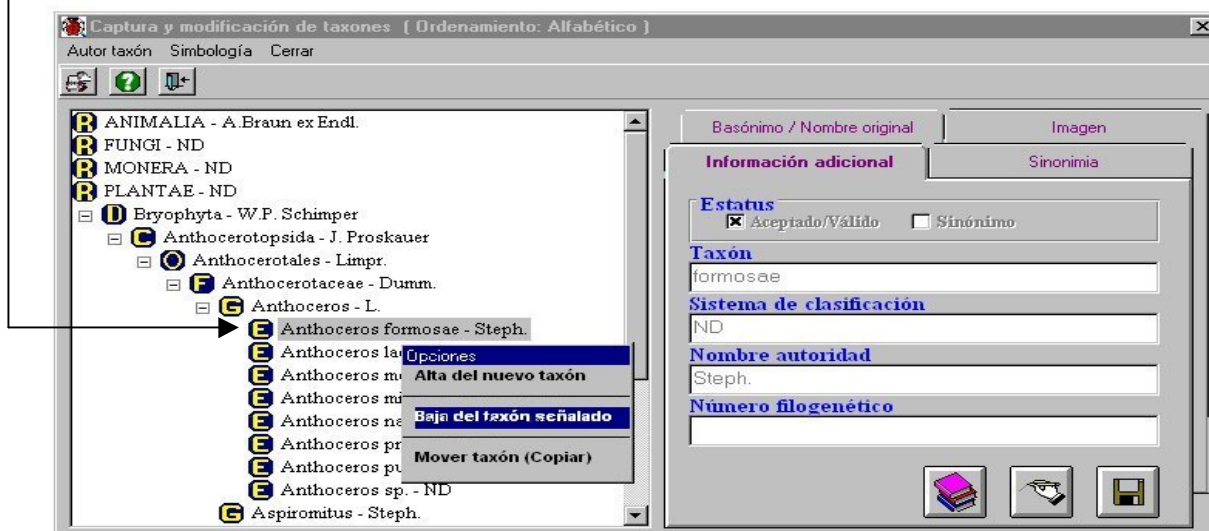 Captura y modificación de taxones ( Ordenamiento: Alfabético )
Autor taxón Simbología Cerrar
R ANIMALIA - A.Braun ex Endl.
R FUNGI - ND
R MONERA - ND
R PLANTAE - ND
D Bryophyta - W.P. Schimper
C Anthocerotopsida - J. Proskauer
O Anthocerotales - Limpr.
F Anthocerotaceae - Dumm.
G Anthoceros - L.
E Anthoceros formosae - Steph.
E Anthoceros
E Anthoceros
E Anthoceros
E Anthoceros
E Anthoceros
E Anthoceros
E Anthoceros sp. - ND
G Aspiromitus - Steph.
Opciones
Alta del nuevo taxón
Baja del taxón señalado
Mover taxón (Copiar)
Basónimo / Nombre original Imagen
Información adicional Sinonimia
Estatus
Aceptado/Válido Sinónimo
Taxón
formosae
Sistema de clasificación
ND
Nombre autoridad
Steph.
Número filogenético